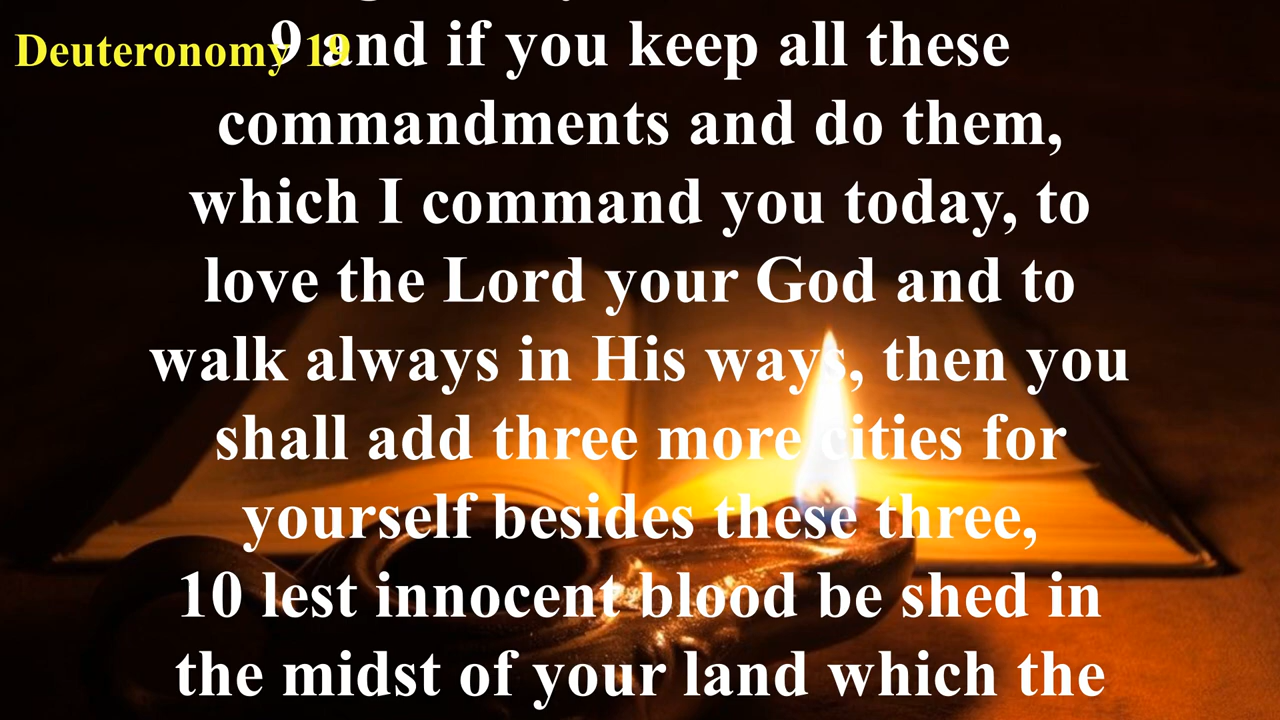 Deuteronomy 19
9 and if you keep all these
commandments and do them,
which I command you today, to
love the Lord your God and to
walk always in His ways, then you
shall add three more cities for
yourself besides these three,
10 lest innocent blood be shed in
the midst of your land which the